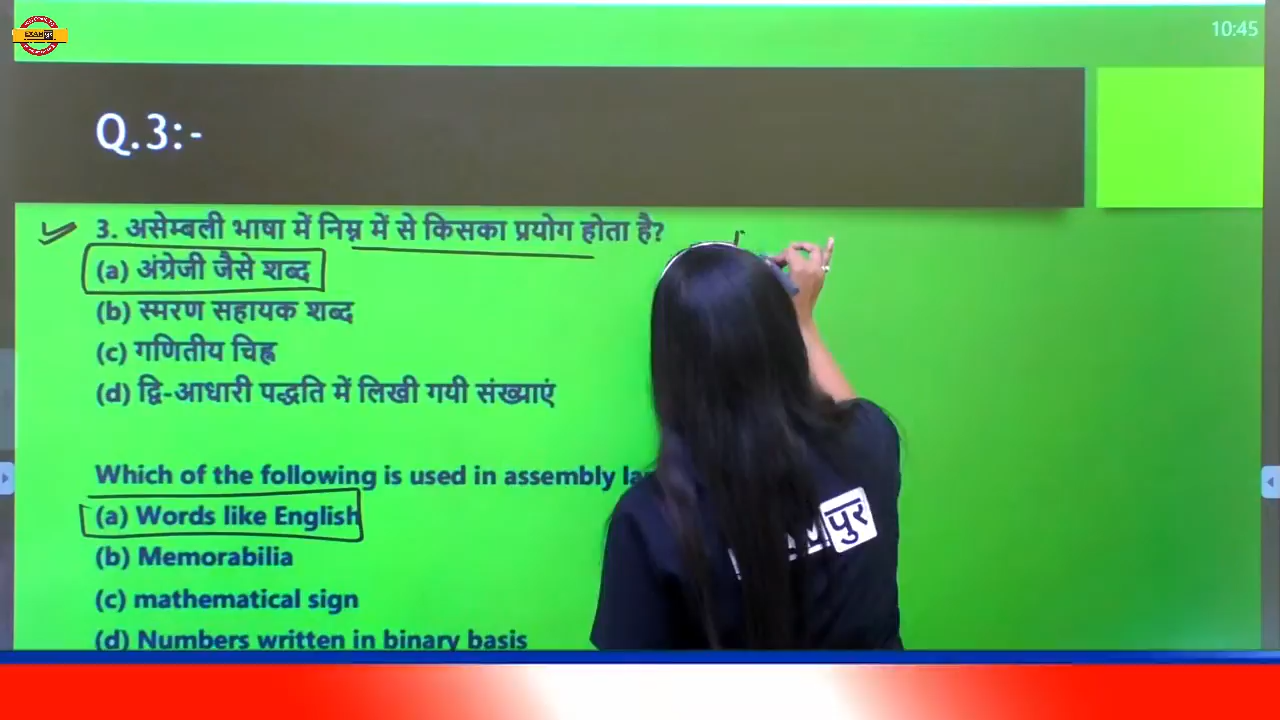 10:45
Q.3:-
3. असेम्बली भाषा में निम्न में से किसका प्रयोग होता है?
(a) अंग्रेजी जैसे शब्द
(b) स्मरण सहायक शब्द
(c) गणितीय चिह्न
(d) द्वि-आधारी पद्धति में लिखी गयी संख्याएं
Which of the following is used in assembly
(a) Words like English
(b) Memorabilia
(c) mathematical sign
(d) Numbers written in binary basis
पुर